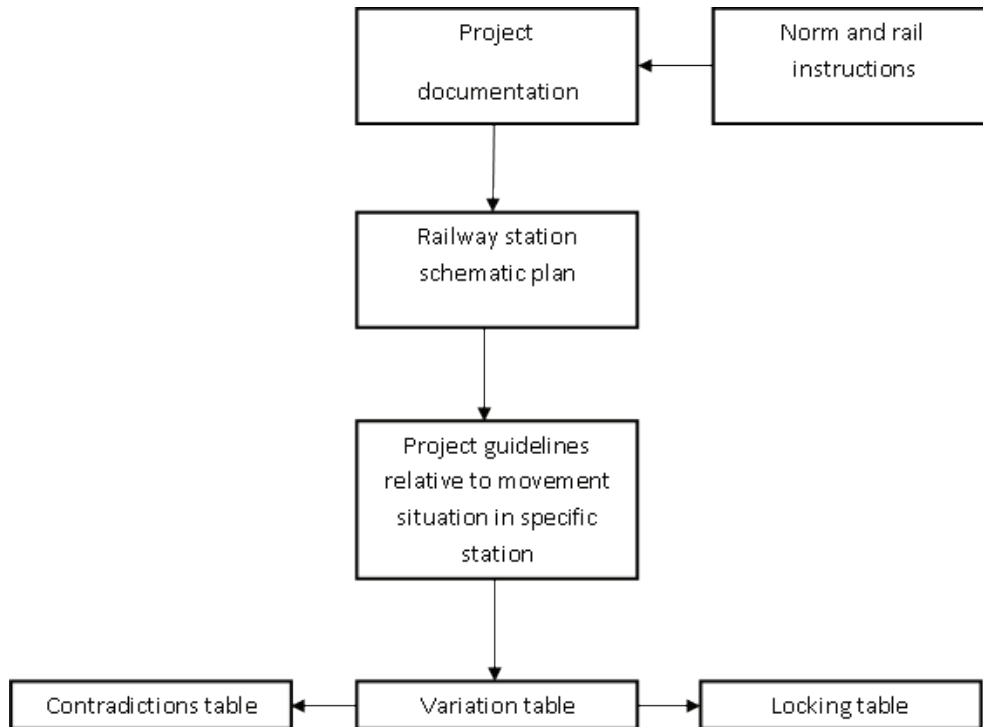 Project
documentation
Norm and rail
instructions
Railway station
schematic plan
Project guidelines
relative to movement
situation in specific
station
Contradictions table
Variation table
Locking table